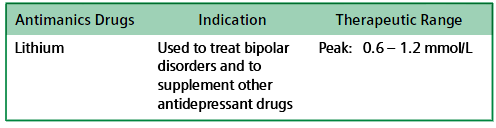 Antimanics Drugs Indication Therapeutic Range
Lithium Used to treat bipolar Peak: 0.6 – 1.2 mmol/L
disorders and to
supplement other
antidepressant drugs